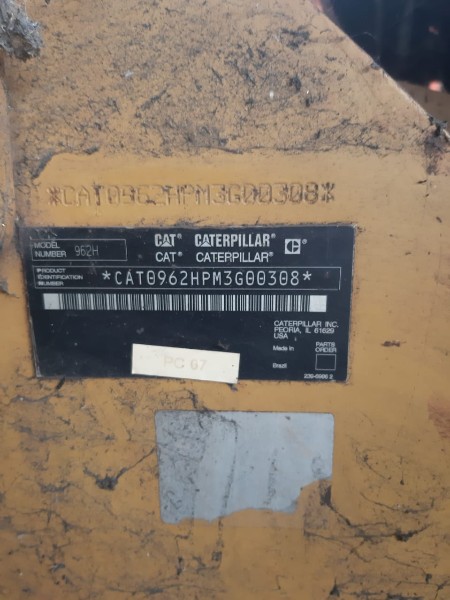 *CAT0962HPM3G00308*
MODEL NUMBER 962H
CAT® CATERPILLAR® C
CAT® CATERPILLAR®
PRODUCT IDENTIFICATION NUMBER *CAT0962HPM3G00308*
CATERPILLAR INC.
PEORIA, IL 61629
USA
Made in Brazil
PARTS ORDER
PC 07